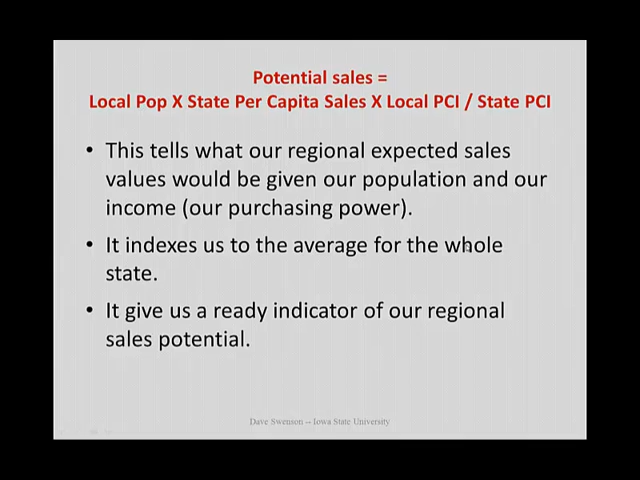 Potential sales =
Local Pop X State Per Capita Sales X Local PCI / State PCI
• This tells what our regional expected sales
values would be given our population and our
income (our purchasing power).
• It indexes us to the average for the whole
state.
• It give us a ready indicator of our regional
sales potential.
Dave Swenson -- Iowa State University